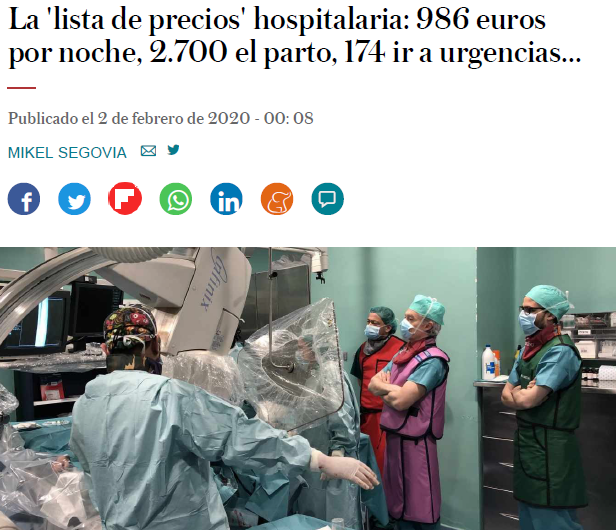 La 'lista de precios' hospitalaria: 986 euros
por noche, 2.700 el parto, 174 ir a urgencias...
Publicado el 2 de febrero de 2020 - 00: 08
MIKEL SEGOVIA